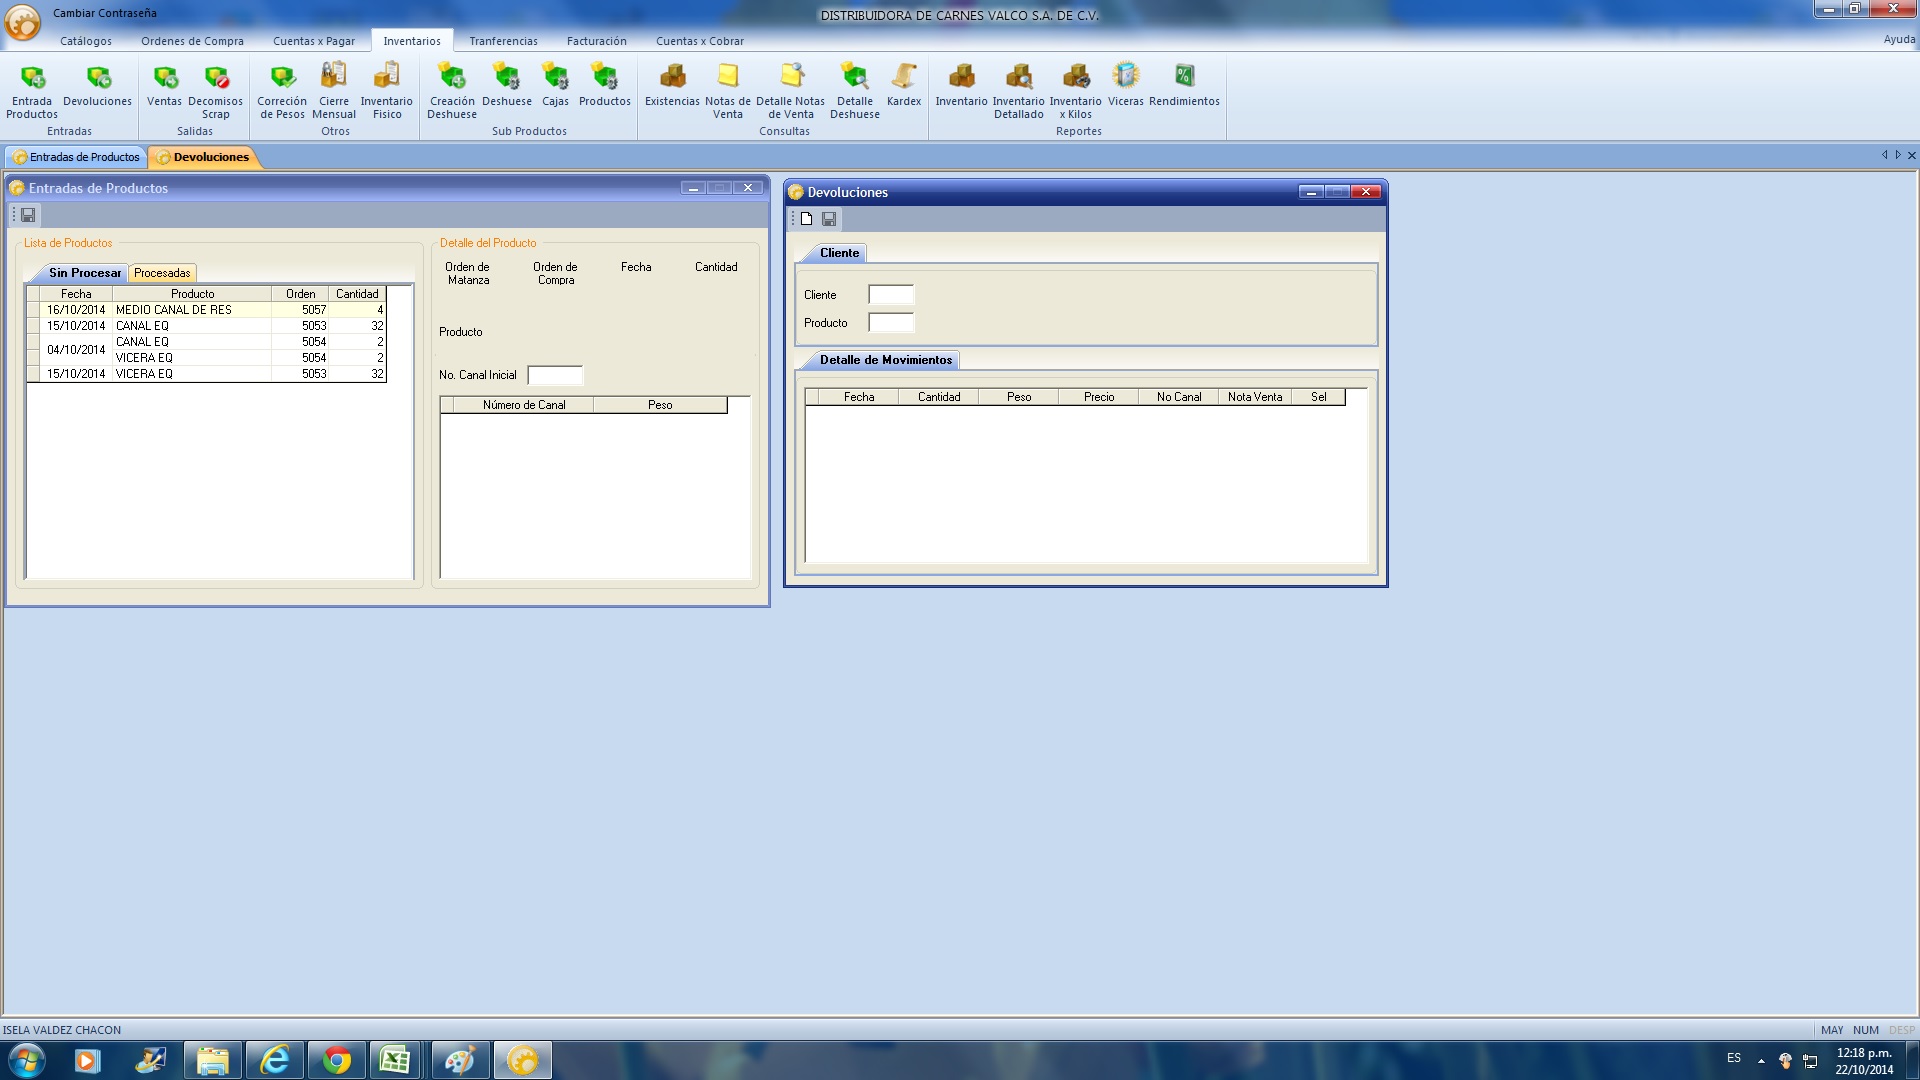 Cambiar Contraseña
DISTRIBUIDORA DE CARNES VALCO S.A. DE C.V.
Catálogos Ordenes de Compra Cuentas x Pagar Inventarios Tranferencias Facturación Cuentas x Cobrar Ayuda
Entrada Productos
Devoluciones
Entradas
Ventas
Decomisos Scrap
Salidas
Correción de Pesos
Cierre Mensual
Inventario Fisico
Otros
Creación Deshuese
Deshuese
Cajas
Productos
Sub Productos
Existencias
Notas de Venta
Detalle Notas de Venta
Detalle Deshuese
Kardex
Consultas
Inventario
Inventario Detallado
Inventario x Kilos
Viceras
Rendimientos
Reportes
Entradas de Productos
Devoluciones
Entradas de Productos
Lista de Productos
Sin Procesar Procesadas
Fecha Producto Orden Cantidad
16/10/2014 MEDIO CANAL DE RES 5057 4
15/10/2014 CANAL EQ 5053 32
04/10/2014 CANAL EQ 5054 2
VICERA EQ 5054 2
15/10/2014 VICERA EQ 5053 32
Detalle del Producto
Orden de Matanza
Orden de Compra
Fecha
Cantidad
Producto
No. Canal Inicial
Número de Canal Peso
Devoluciones
Cliente
Cliente
Producto
Detalle de Movimientos
Fecha Cantidad Peso Precio No Canal Nota Venta Sel
ISELA VALDEZ CHACON
MAY NUM DESP
ES
12:18 p.m.
22/10/2014